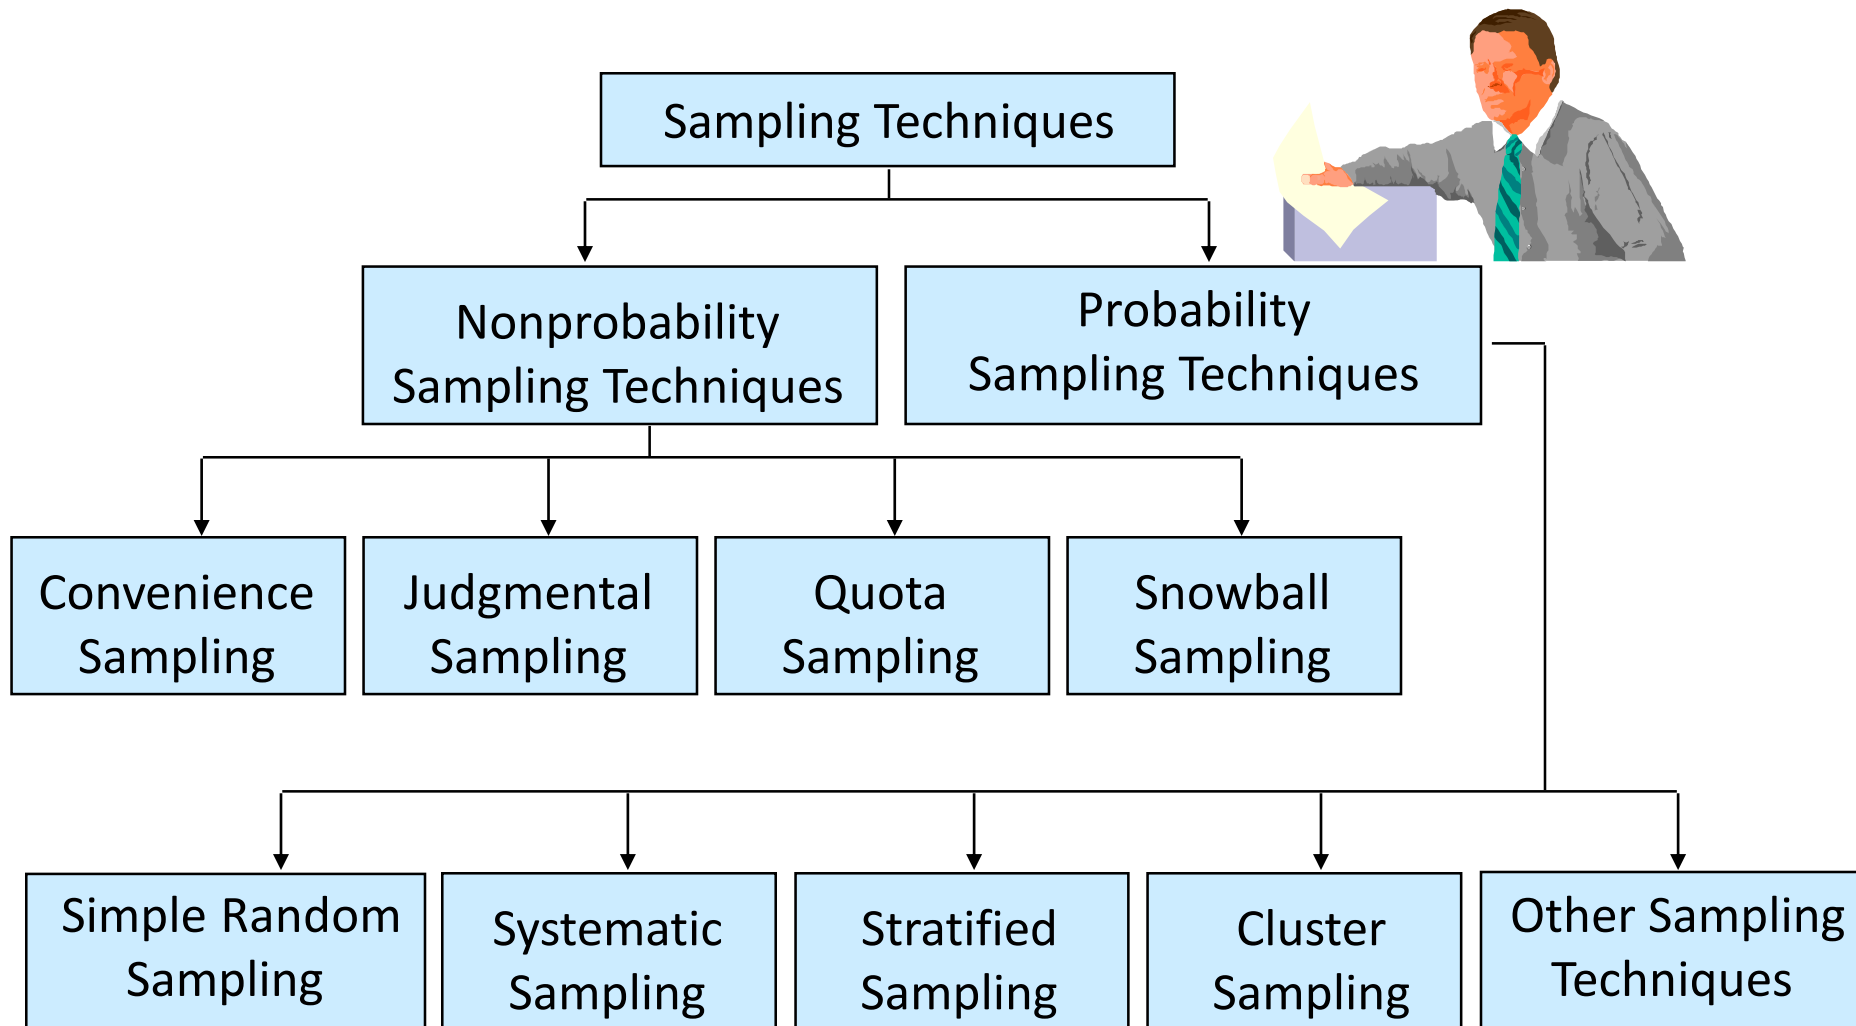 Sampling Techniques
Nonprobability
Sampling Techniques
Probability
Sampling Techniques
Convenience
Sampling
Judgmental
Sampling
Quota
Sampling
Snowball
Sampling
Simple Random
Sampling
Systematic
Sampling
Stratified
Sampling
Cluster
Sampling
Other Sampling
Techniques